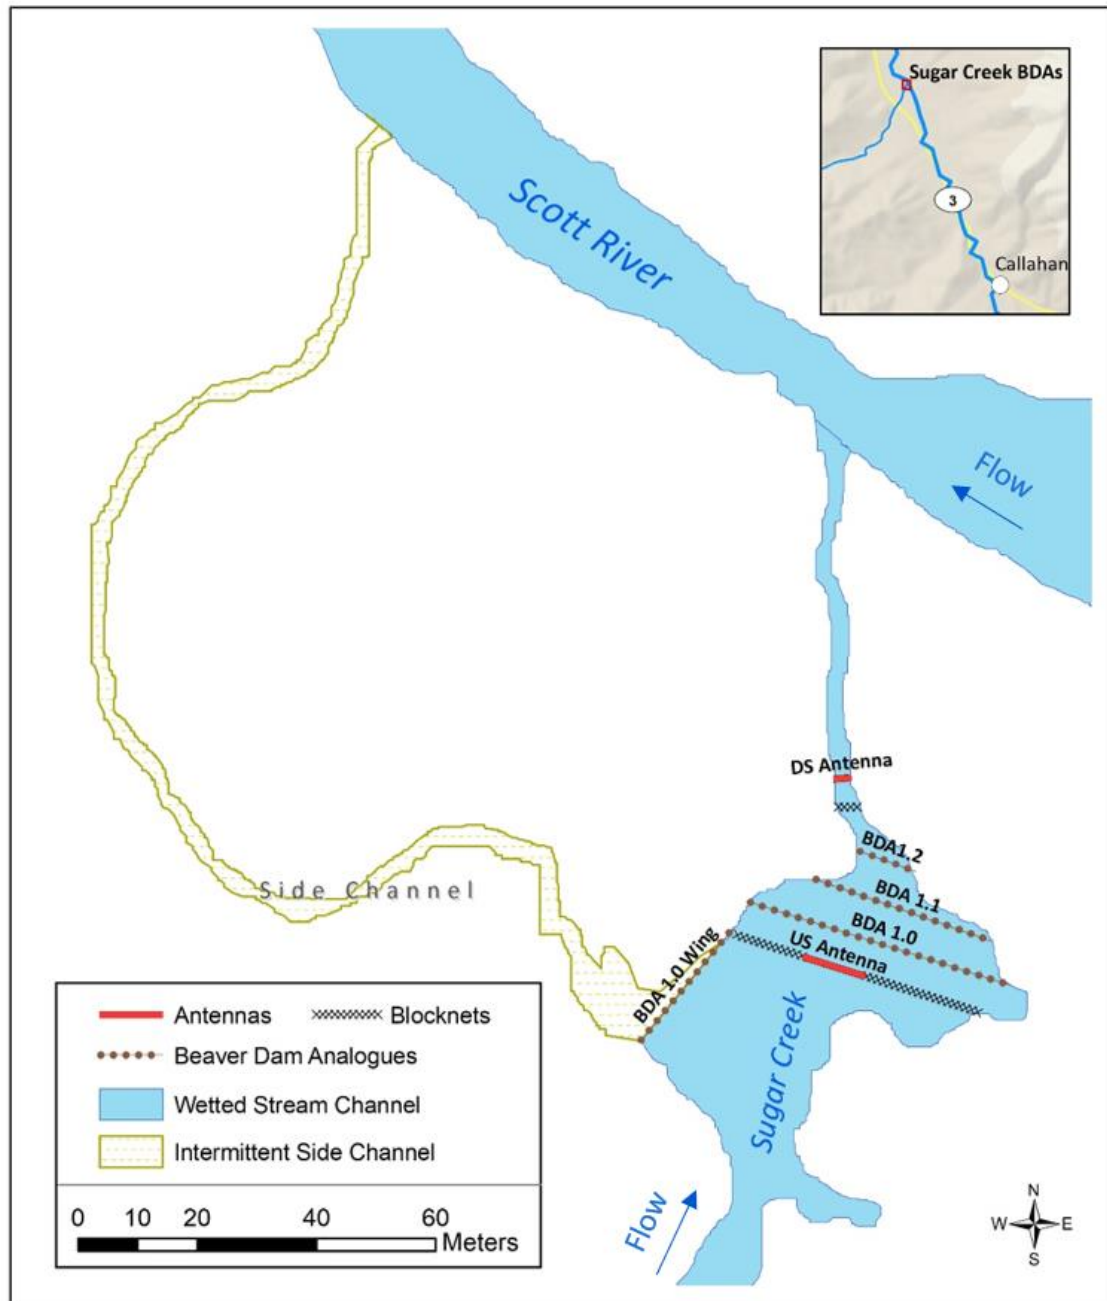 Sugar Creek BDAs
3
Callahan
Scott River
Flow
DS Antenna
BDA1.2
BDA 1.1
BDA 1.0
US Antenna
BDA 1.0 Wing
Side Channel
Sugar Creek
Flow
Antennas
Blocknets
Beaver Dam Analogues
Wetted Stream Channel
Intermittent Side Channel
0 10 20 40 60
Meters
N
W E
S